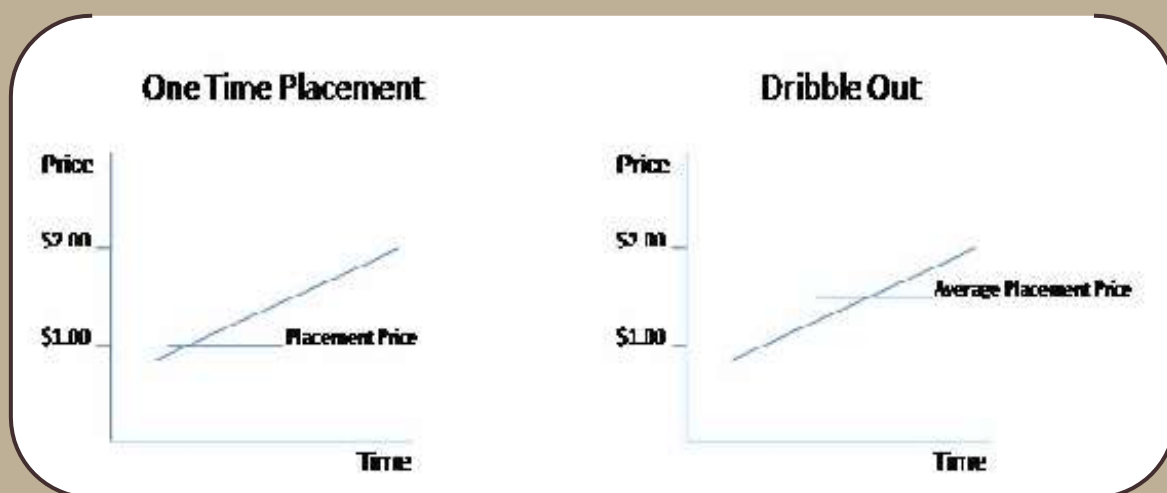 One Time Placement
Price
$2.00
$1.00
Placement Price
Time
Dribble Out
Price
$2.00
$1.00
Average Placement Price
Time